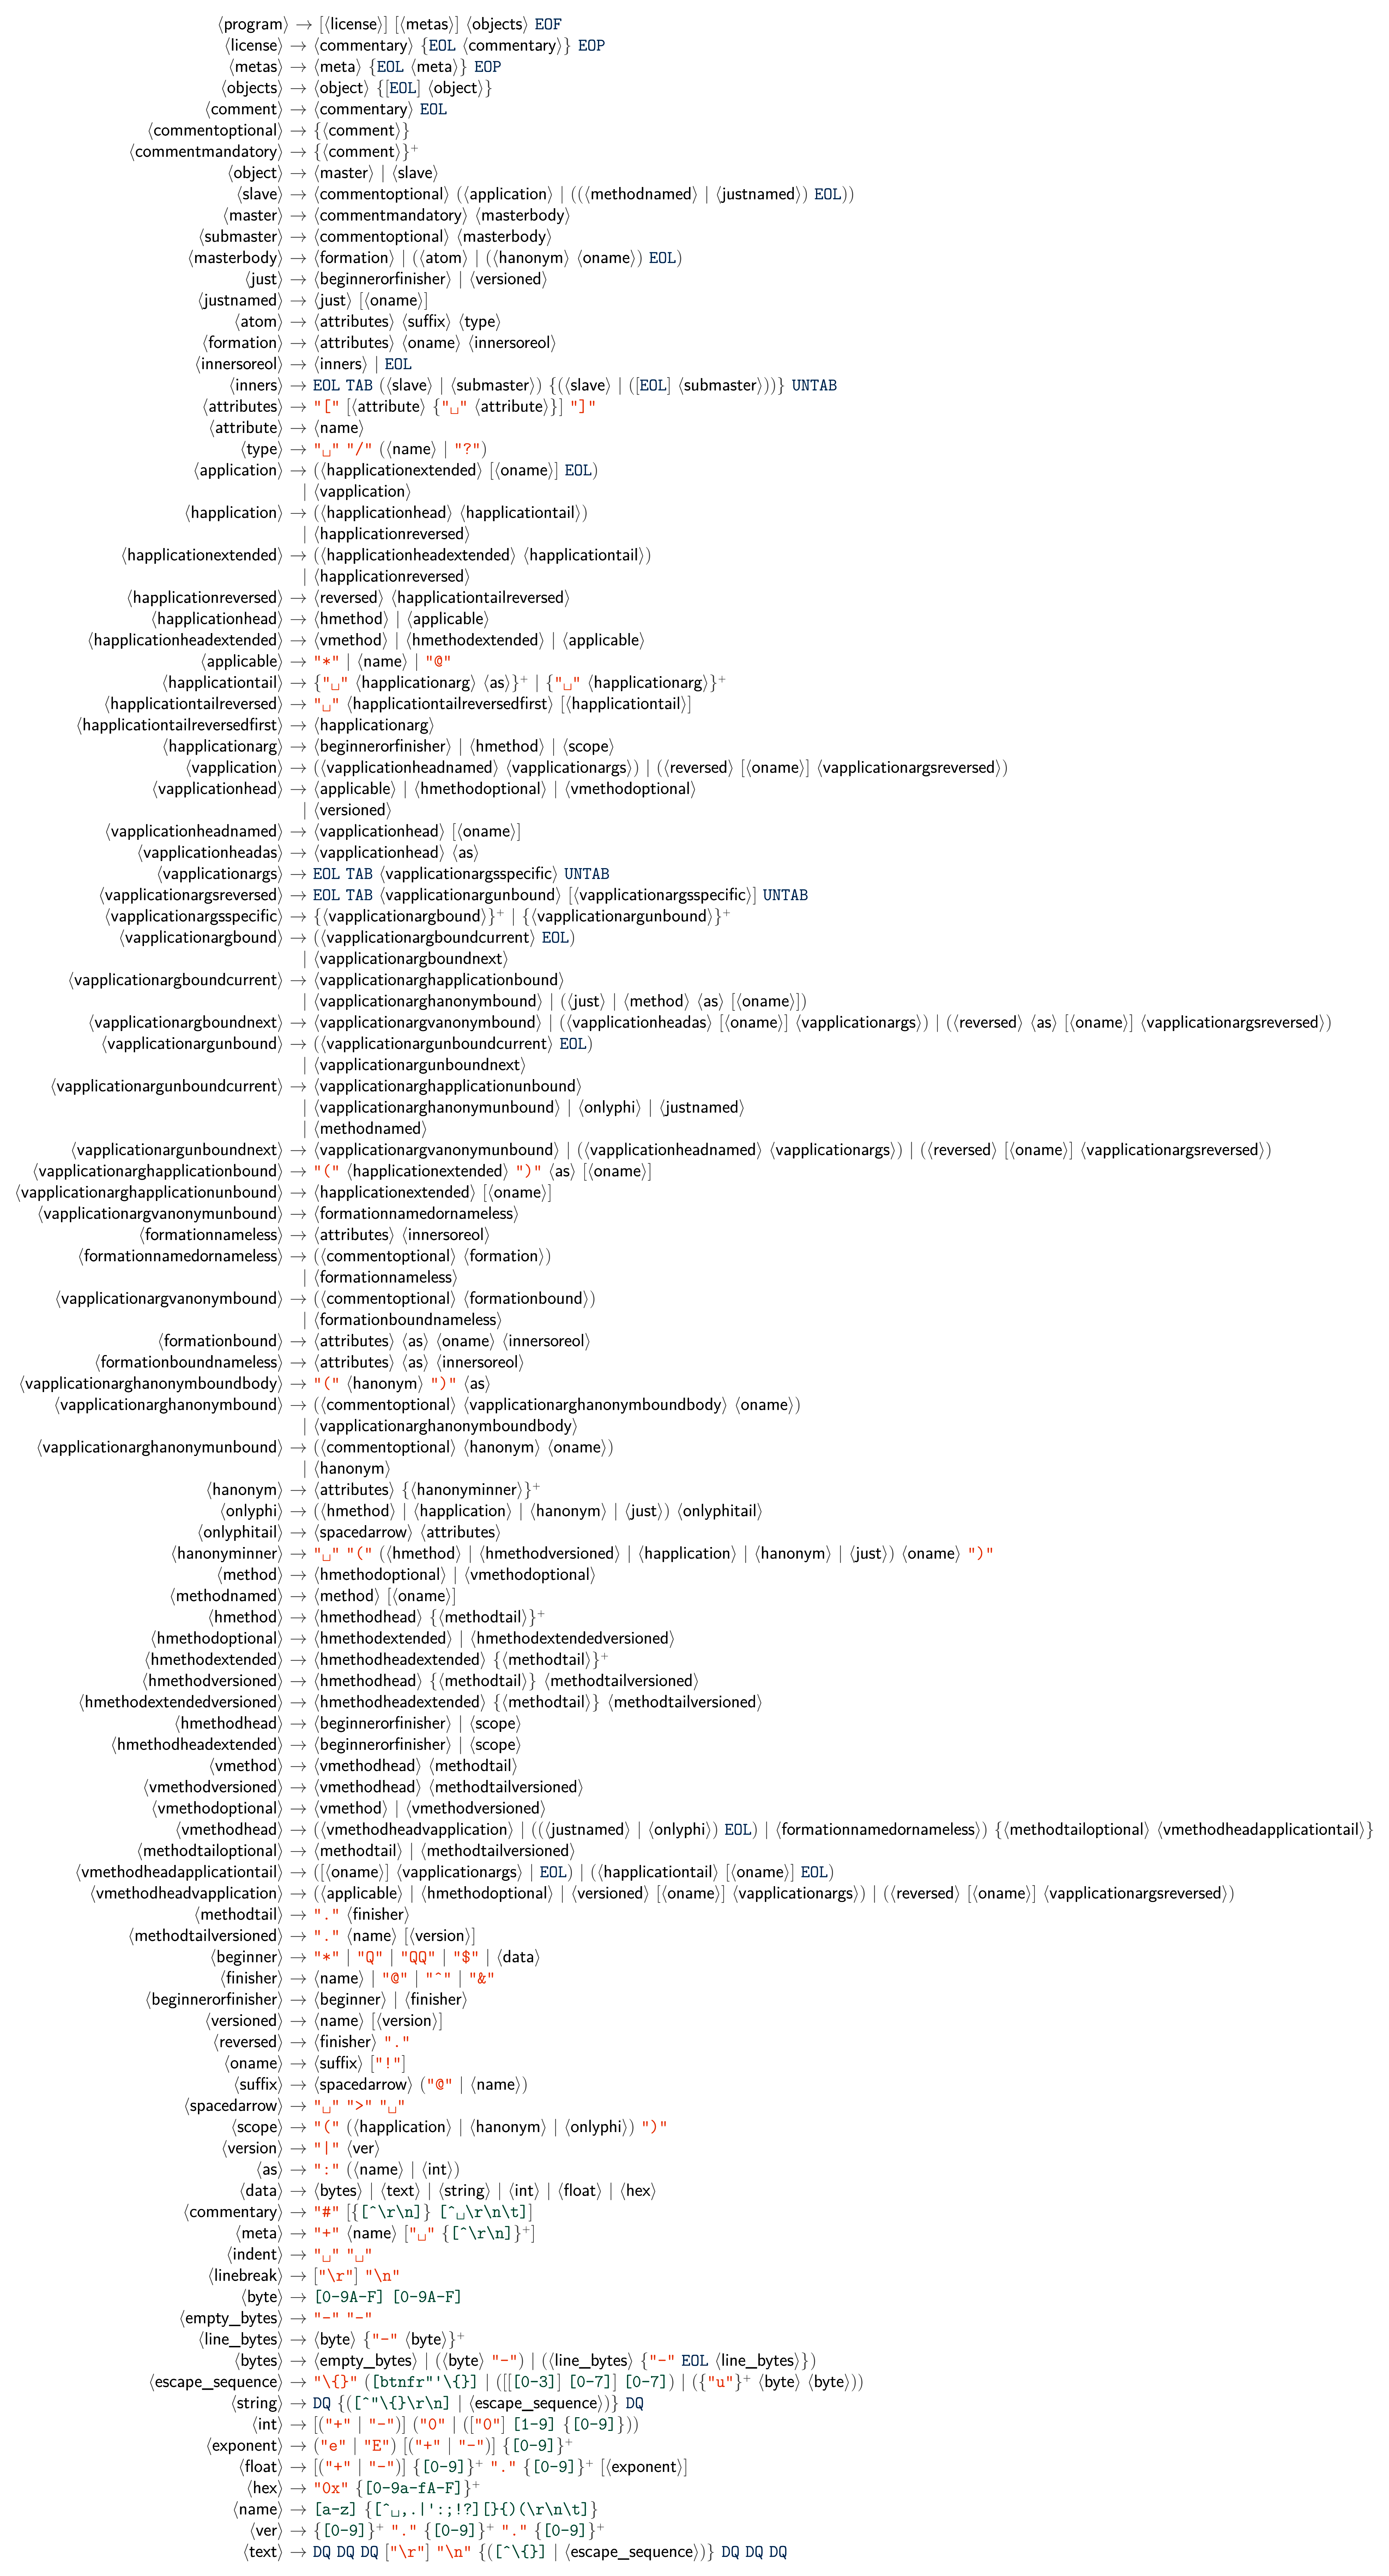 ⟨program⟩ → [⟨license⟩] [⟨metas⟩] ⟨objects⟩ EOF
⟨license⟩ → ⟨commentary⟩ {EOL ⟨commentary⟩} EOP
⟨metas⟩ → ⟨meta⟩ {EOL ⟨meta⟩} EOP
⟨objects⟩ → ⟨object⟩ {[EOL] ⟨object⟩}
⟨comment⟩ → ⟨commentary⟩ EOL
⟨commentoptional⟩ → {⟨comment⟩}
⟨commentmandatory⟩ → {⟨comment⟩}⁺
⟨object⟩ → ⟨master⟩ | ⟨slave⟩
⟨slave⟩ → ⟨commentoptional⟩ (⟨application⟩ | ((⟨methodnamed⟩ | ⟨justnamed⟩) EOL))
⟨master⟩ → ⟨commentmandatory⟩ ⟨masterbody⟩
⟨submaster⟩ → ⟨commentoptional⟩ ⟨masterbody⟩
⟨masterbody⟩ → ⟨formation⟩ | (⟨atom⟩ | (⟨hanonym⟩ ⟨oname⟩) EOL)
⟨just⟩ → ⟨beginnerorfinisher⟩ | ⟨versioned⟩
⟨justnamed⟩ → ⟨just⟩ [⟨oname⟩]
⟨atom⟩ → ⟨attributes⟩ ⟨suffix⟩ ⟨type⟩
⟨formation⟩ → ⟨attributes⟩ ⟨oname⟩ ⟨innersoreol⟩
⟨innersoreol⟩ → ⟨inners⟩ | EOL
⟨inners⟩ → EOL TAB (⟨slave⟩ | ⟨submaster⟩) {(⟨slave⟩ | ([EOL] ⟨submaster⟩))} UNTAB
⟨attributes⟩ → "[" [⟨attribute⟩ {"␣" ⟨attribute⟩}] "]"
⟨attribute⟩ → ⟨name⟩
⟨type⟩ → "␣" "/" (⟨name⟩ | "?")
⟨application⟩ → (⟨happlicationextended⟩ [⟨oname⟩] EOL)
| ⟨vapplication⟩
⟨happlication⟩ → (⟨happlicationhead⟩ ⟨happlicationtail⟩)
| ⟨happlicationreversed⟩
⟨happlicationextended⟩ → (⟨happlicationheadextended⟩ ⟨happlicationtail⟩)
| ⟨happlicationreversed⟩
⟨happlicationreversed⟩ → ⟨reversed⟩ ⟨happlicationtailreversed⟩
⟨happlicationhead⟩ → ⟨hmethod⟩ | ⟨applicable⟩
⟨happlicationheadextended⟩ → ⟨vmethod⟩ | ⟨hmethodextended⟩ | ⟨applicable⟩
⟨applicable⟩ → "*" | ⟨name⟩ | "@"
⟨happlicationtail⟩ → {"␣" ⟨happlicationarg⟩ ⟨as⟩}⁺ | {"␣" ⟨happlicationarg⟩}⁺
⟨happlicationtailreversed⟩ → "␣" ⟨happlicationtailreversedfirst⟩ [⟨happlicationtail⟩]
⟨happlicationtailreversedfirst⟩ → ⟨happlicationarg⟩
⟨happlicationarg⟩ → ⟨beginnerorfinisher⟩ | ⟨hmethod⟩ | ⟨scope⟩
⟨vapplication⟩ → (⟨vapplicationheadnamed⟩ ⟨vapplicationargs⟩) | (⟨reversed⟩ [⟨oname⟩] ⟨vapplicationargsreversed⟩)
⟨vapplicationhead⟩ → ⟨applicable⟩ | ⟨hmethodoptional⟩ | ⟨vmethodoptional⟩
| ⟨versioned⟩
⟨vapplicationheadnamed⟩ → ⟨vapplicationhead⟩ [⟨oname⟩]
⟨vapplicationheadas⟩ → ⟨vapplicationhead⟩ ⟨as⟩
⟨vapplicationargs⟩ → EOL TAB ⟨vapplicationargsspecific⟩ UNTAB
⟨vapplicationargsreversed⟩ → EOL TAB ⟨vapplicationargunbound⟩ [⟨vapplicationargsspecific⟩] UNTAB
⟨vapplicationargsspecific⟩ → {⟨vapplicationargbound⟩}⁺ | {⟨vapplicationargunbound⟩}⁺
⟨vapplicationargbound⟩ → (⟨vapplicationargboundcurrent⟩ EOL)
| ⟨vapplicationargboundnext⟩
⟨vapplicationargboundcurrent⟩ → ⟨vapplicationarghapplicationbound⟩
| ⟨vapplicationarghanonymbound⟩ | (⟨just⟩ | ⟨method⟩ ⟨as⟩ [⟨oname⟩])
⟨vapplicationargboundnext⟩ → ⟨vapplicationargvanonymbound⟩ | (⟨vapplicationheadas⟩ [⟨oname⟩] ⟨vapplicationargs⟩) | (⟨reversed⟩ ⟨as⟩ [⟨oname⟩] ⟨vapplicationargsreversed⟩)
⟨vapplicationargunbound⟩ → (⟨vapplicationargunboundcurrent⟩ EOL)
| ⟨vapplicationargunboundnext⟩
⟨vapplicationargunboundcurrent⟩ → ⟨vapplicationarghapplicationunbound⟩
| ⟨vapplicationarghanonymunbound⟩ | ⟨onlyphi⟩ | ⟨justnamed⟩
| ⟨methodnamed⟩
⟨vapplicationargunboundnext⟩ → ⟨vapplicationargvanonymunbound⟩ | (⟨vapplicationheadnamed⟩ ⟨vapplicationargs⟩) | (⟨reversed⟩ [⟨oname⟩] ⟨vapplicationargsreversed⟩)
⟨vapplicationarghapplicationbound⟩ → "(" ⟨happlicationextended⟩ ")" ⟨as⟩ [⟨oname⟩]
⟨vapplicationarghapplicationunbound⟩ → ⟨happlicationextended⟩ [⟨oname⟩]
⟨vapplicationargvanonymunbound⟩ → ⟨formationnamedornameless⟩
⟨formationnameless⟩ → ⟨attributes⟩ ⟨innersoreol⟩
⟨formationnamedornameless⟩ → (⟨commentoptional⟩ ⟨formation⟩)
| ⟨formationnameless⟩
⟨vapplicationargvanonymbound⟩ → (⟨commentoptional⟩ ⟨formationbound⟩)
| ⟨formationboundnameless⟩
⟨formationbound⟩ → ⟨attributes⟩ ⟨as⟩ ⟨oname⟩ ⟨innersoreol⟩
⟨formationboundnameless⟩ → ⟨attributes⟩ ⟨as⟩ ⟨innersoreol⟩
⟨vapplicationarghanonymboundbody⟩ → "(" ⟨hanonym⟩ ")" ⟨as⟩
⟨vapplicationarghanonymbound⟩ → (⟨commentoptional⟩ ⟨vapplicationarghanonymboundbody⟩ ⟨oname⟩)
| ⟨vapplicationarghanonymboundbody⟩
⟨vapplicationarghanonymunbound⟩ → (⟨commentoptional⟩ ⟨hanonym⟩ ⟨oname⟩)
| ⟨hanonym⟩
⟨hanonym⟩ → ⟨attributes⟩ {⟨hanonyminner⟩}⁺
⟨onlyphi⟩ → (⟨hmethod⟩ | ⟨happlication⟩ | ⟨hanonym⟩ | ⟨just⟩) ⟨onlyphitail⟩
⟨onlyphitail⟩ → ⟨spacedarrow⟩ ⟨attributes⟩
⟨hanonyminner⟩ → "␣" "(" (⟨hmethod⟩ | ⟨hmethodversioned⟩ | ⟨happlication⟩ | ⟨hanonym⟩ | ⟨just⟩) ⟨oname⟩ ")"
⟨method⟩ → ⟨hmethodoptional⟩ | ⟨vmethodoptional⟩
⟨methodnamed⟩ → ⟨method⟩ [⟨oname⟩]
⟨hmethod⟩ → ⟨hmethodhead⟩ {⟨methodtail⟩}⁺
⟨hmethodoptional⟩ → ⟨hmethodextended⟩ | ⟨hmethodextendedversioned⟩
⟨hmethodextended⟩ → ⟨hmethodheadextended⟩ {⟨methodtail⟩}⁺
⟨hmethodversioned⟩ → ⟨hmethodhead⟩ {⟨methodtail⟩} ⟨methodtailversioned⟩
⟨hmethodextendedversioned⟩ → ⟨hmethodheadextended⟩ {⟨methodtail⟩} ⟨methodtailversioned⟩
⟨hmethodhead⟩ → ⟨beginnerorfinisher⟩ | ⟨scope⟩
⟨hmethodheadextended⟩ → ⟨beginnerorfinisher⟩ | ⟨scope⟩
⟨vmethod⟩ → ⟨vmethodhead⟩ ⟨methodtail⟩
⟨vmethodversioned⟩ → ⟨vmethodhead⟩ ⟨methodtailversioned⟩
⟨vmethodoptional⟩ → ⟨vmethod⟩ | ⟨vmethodversioned⟩
⟨vmethodhead⟩ → (⟨vmethodheadvapplication⟩ | ((⟨justnamed⟩ | ⟨onlyphi⟩) EOL) | ⟨formationnamedornameless⟩) {⟨methodtailoptional⟩ ⟨vmethodheadapplicationtail⟩}
⟨methodtailoptional⟩ → ⟨methodtail⟩ | ⟨methodtailversioned⟩
⟨vmethodheadapplicationtail⟩ → ([⟨oname⟩] ⟨vapplicationargs⟩ | EOL) | (⟨happlicationtail⟩ [⟨oname⟩] EOL)
⟨vmethodheadvapplication⟩ → (⟨applicable⟩ | ⟨hmethodoptional⟩ | ⟨versioned⟩ [⟨oname⟩] ⟨vapplicationargs⟩) | (⟨reversed⟩ [⟨oname⟩] ⟨vapplicationargsreversed⟩)
⟨methodtail⟩ → "." ⟨finisher⟩
⟨methodtailversioned⟩ → "." ⟨name⟩ [⟨version⟩]
⟨beginner⟩ → "*" | "Q" | "QQ" | "$" | ⟨data⟩
⟨finisher⟩ → ⟨name⟩ | "@" | "^" | "&"
⟨beginnerorfinisher⟩ → ⟨beginner⟩ | ⟨finisher⟩
⟨versioned⟩ → ⟨name⟩ [⟨version⟩]
⟨reversed⟩ → ⟨finisher⟩ "."
⟨oname⟩ → ⟨suffix⟩ ["!"]
⟨suffix⟩ → ⟨spacedarrow⟩ ("@" | ⟨name⟩)
⟨spacedarrow⟩ → "␣" ">" "␣"
⟨scope⟩ → "(" (⟨happlication⟩ | ⟨hanonym⟩ | ⟨onlyphi⟩) ")"
⟨version⟩ → "|" ⟨ver⟩
⟨as⟩ → ":" (⟨name⟩ | ⟨int⟩)
⟨data⟩ → ⟨bytes⟩ | ⟨text⟩ | ⟨string⟩ | ⟨int⟩ | ⟨float⟩ | ⟨hex⟩
⟨commentary⟩ → "#" [{[^\r\n]} [^␣\r\n\t]]
⟨meta⟩ → "+" ⟨name⟩ ["␣" {[^\r\n]}⁺]
⟨indent⟩ → "␣" "␣"
⟨linebreak⟩ → ["\r"] "\n"
⟨byte⟩ → [0-9A-F] [0-9A-F]
⟨empty_bytes⟩ → "-" "-"
⟨line_bytes⟩ → ⟨byte⟩ {"-" ⟨byte⟩}⁺
⟨bytes⟩ → ⟨empty_bytes⟩ | (⟨byte⟩ "-") | (⟨line_bytes⟩ {"-" EOL ⟨line_bytes⟩})
⟨escape_sequence⟩ → "\{}" ([btnfr"'\{}] | ([[[0-3]] [0-7]] [0-7]) | ({"u"}⁺ ⟨byte⟩ ⟨byte⟩))
⟨string⟩ → DQ {([^"\{}\r\n] | ⟨escape_sequence⟩)} DQ
⟨int⟩ → [("+" | "-")] ("0" | (["0"] [1-9] {[0-9]}))
⟨exponent⟩ → ("e" | "E") [("+" | "-")] {[0-9]}⁺
⟨float⟩ → [("+" | "-")] {[0-9]}⁺ "." {[0-9]}⁺ [⟨exponent⟩]
⟨hex⟩ → "0x" {[0-9a-fA-F]}⁺
⟨name⟩ → [a-z] {[^␣,.|':;!?][}{)(\r\n\t]}
⟨ver⟩ → {[0-9]}⁺ "." {[0-9]}⁺ "." {[0-9]}⁺
⟨text⟩ → DQ DQ DQ ["\r"] "\n" {([^\{}] | ⟨escape_sequence⟩)} DQ DQ DQ